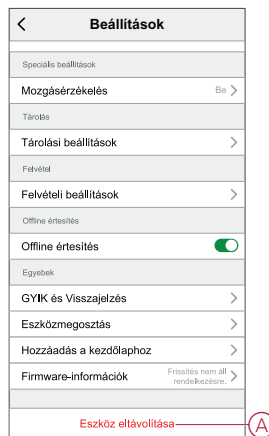 Beállítások
Speciális beállítások
Mozgásérzékelés Be
Tárolás
Tárolási beállítások
Felvétel
Felvételi beállítások
Offline értesítés
Offline értesítés
Egyebek
GYIK és Visszajelzés
Eszközmegosztás
Hozzáadás a kezdőlaphoz
Firmware-információk Frissítés nem áll
rendelkezésre.
Eszköz eltávolítása
A